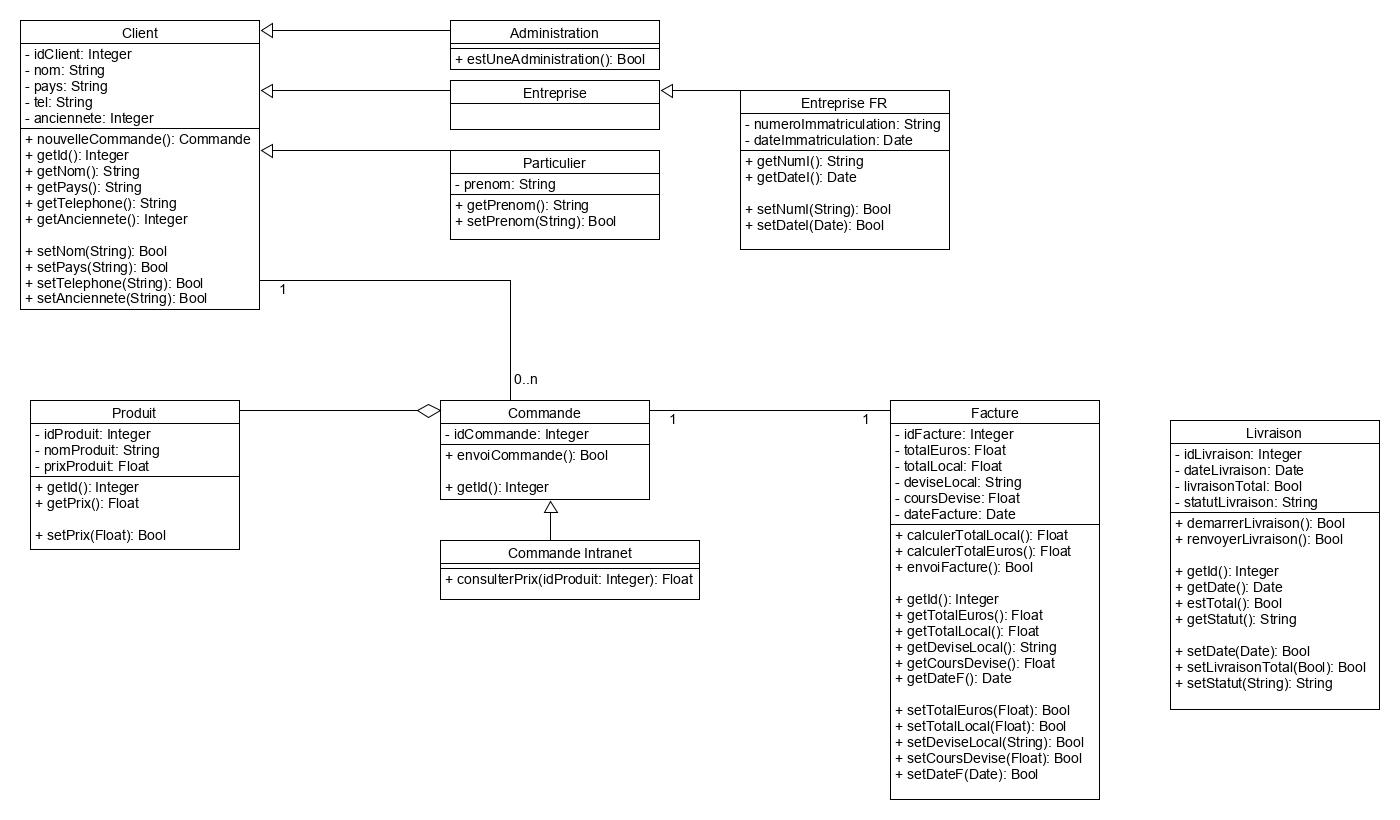 Client
- idClient: Integer
- nom: String
- pays: String
- tel: String
- anciennete: Integer
+ nouvelleCommande(): Commande
+ getId(): Integer
+ getNom(): String
+ getPays(): String
+ getTelephone(): String
+ getAnciennete(): Integer
+ setNom(String): Bool
+ setPays(String): Bool
+ setTelephone(String): Bool
+ setAnciennete(String): Bool
Administration
+ estUneAdministration(): Bool
Entreprise
Entreprise FR
- numeroImmatriculation: String
- dateImmatriculation: Date
+ getNumI(): String
+ getDateI(): Date
+ setNumI(String): Bool
+ setDateI(Date): Bool
Particulier
- prenom: String
+ getPrenom(): String
+ setPrenom(String): Bool
1
0..n
Produit
- idProduit: Integer
- nomProduit: String
- prixProduit: Float
+ getId(): Integer
+ getPrix(): Float
+ setPrix(Float): Bool
Commande
- idCommande: Integer
+ envoiCommande(): Bool
+ getId(): Integer
1
1
Commande Intranet
+ consulterPrix(idProduit: Integer): Float
Facture
- idFacture: Integer
- totalEuros: Float
- totalLocal: Float
- deviseLocal: String
- coursDevise: Float
- dateFacture: Date
+ calculerTotalLocal(): Float
+ calculerTotalEuros(): Float
+ envoiFacture(): Bool
+ getId(): Integer
+ getTotalEuros(): Float
+ getTotalLocal(): Float
+ getDeviseLocal(): String
+ getCoursDevise(): Float
+ getDateF(): Date
+ setTotalEuros(Float): Bool
+ setTotalLocal(Float): Bool
+ setDeviseLocal(String): Bool
+ setCoursDevise(Float): Bool
+ setDateF(Date): Bool
Livraison
- idLivraison: Integer
- dateLivraison: Date
- livraisonTotal: Bool
- statutLivraison: String
+ demarrerLivraison(): Bool
+ renvoyerLivraison(): Bool
+ getId(): Integer
+ getDate(): Date
+ estTotal(): Bool
+ getStatut(): String
+ setDate(Date): Bool
+ setLivraisonTotal(Bool): Bool
+ setStatut(String): String